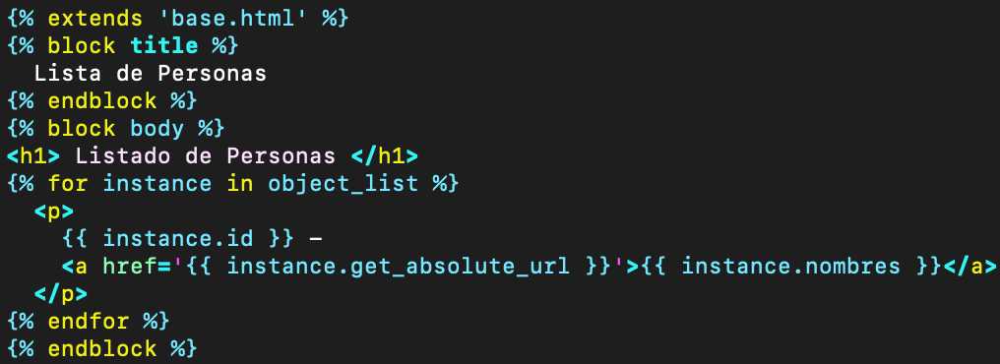 {% extends 'base.html' %}
{% block title %}
  Lista de Personas
{% endblock %}
{% block body %}
<h1> Listado de Personas </h1>
{% for instance in object_list %}
  <p>
    {{ instance.id }} -
    <a href='{{ instance.get_absolute_url }}'>{{ instance.nombres }}</a>
  </p>
{% endfor %}
{% endblock %}